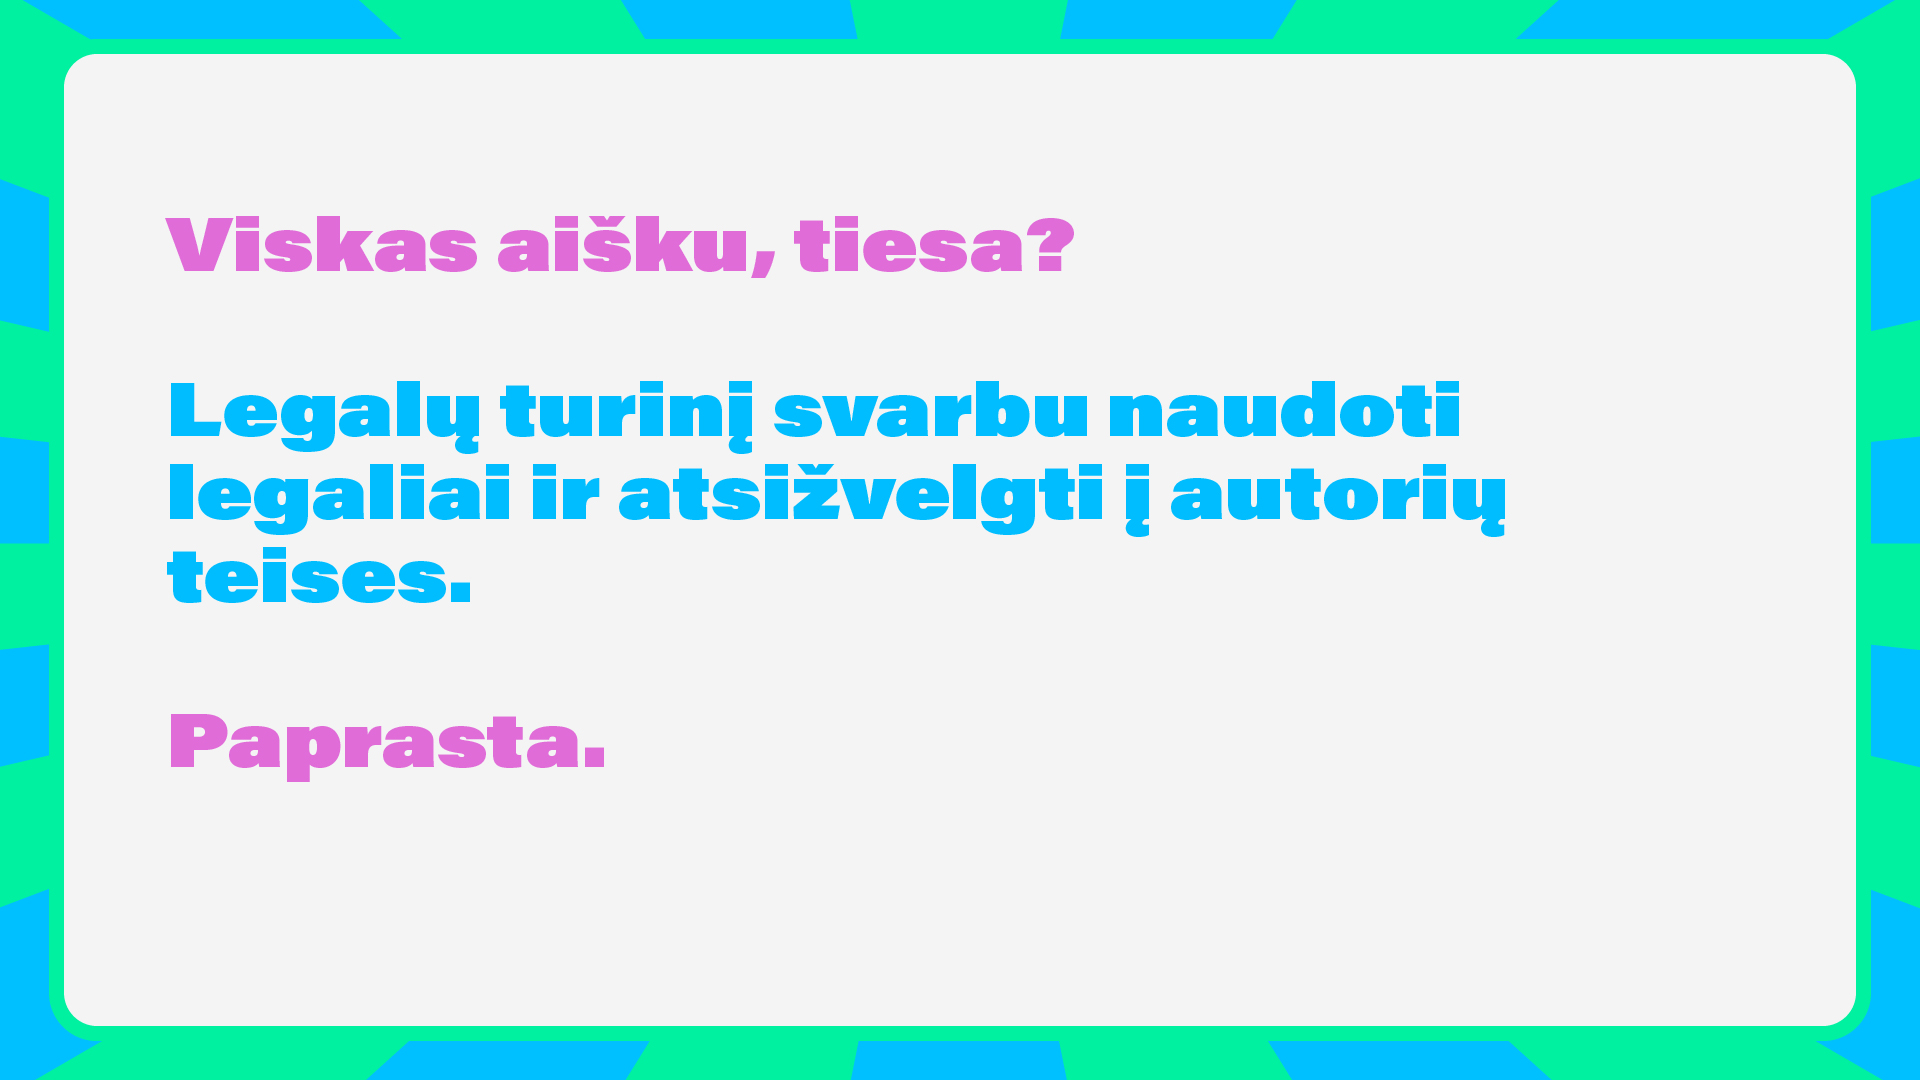 Viskas aišku, tiesa?
Legalų turinį svarbu naudoti
legaliai ir atsižvelgti į autorių
teises.
Paprasta.